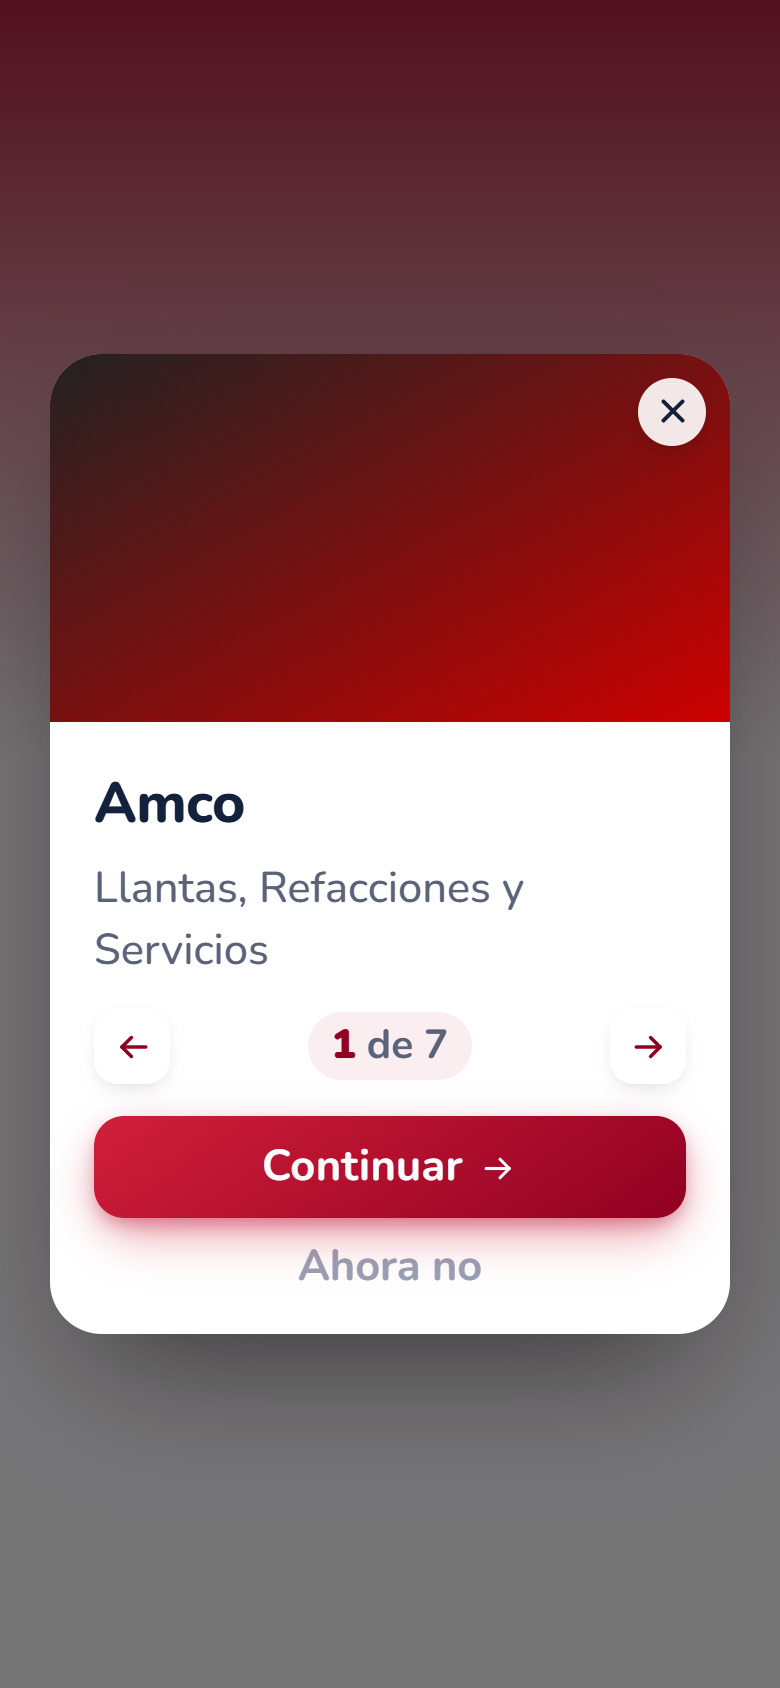 Amco
Llantas, Refacciones y
Servicios
1 de 7
Continuar →
Ahora no